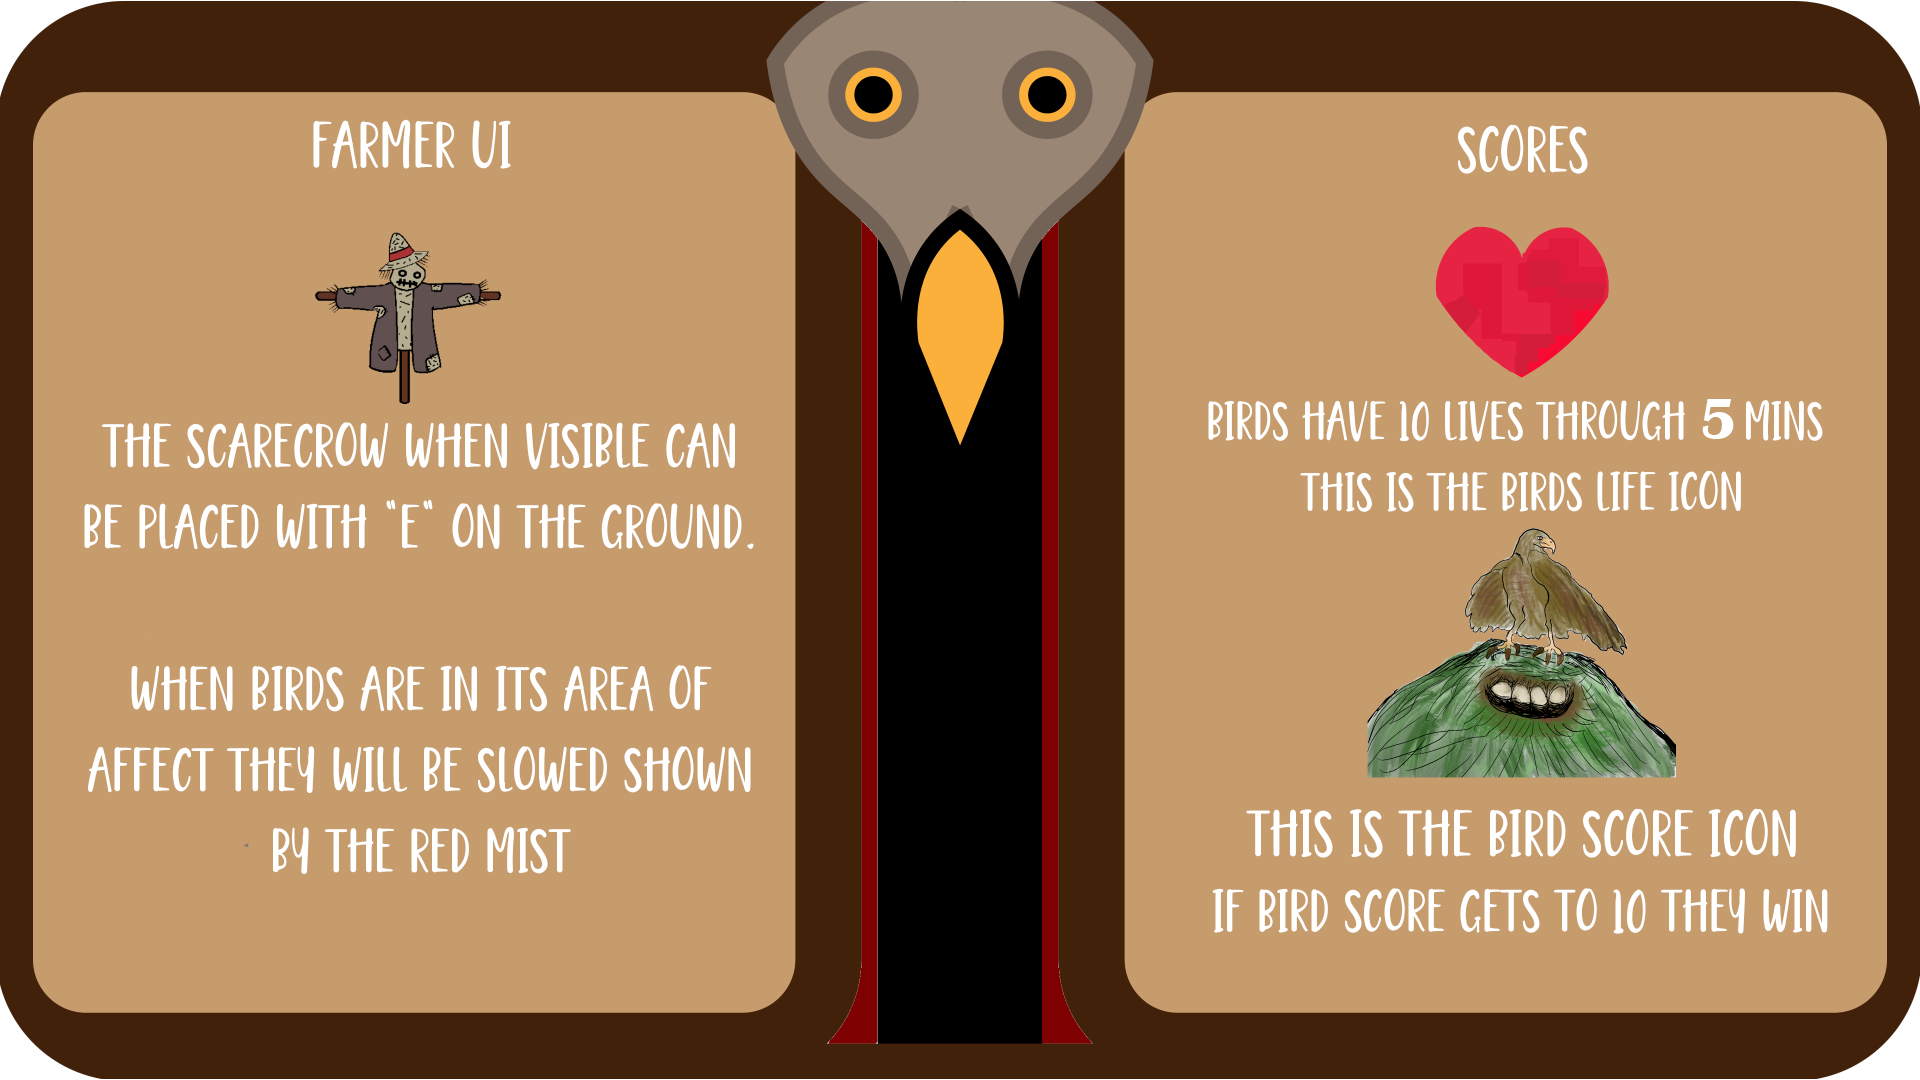 FARMER UI
THE SCARECROW WHEN VISIBLE CAN
BE PLACED WITH "E" ON THE GROUND.
WHEN BIRDS ARE IN ITS AREA OF
AFFECT THEY WILL BE SLOWED SHOWN
BY THE RED MIST
SCORES
BIRDS HAVE 10 LIVES THROUGH 5 MINS
THIS IS THE BIRDS LIFE ICON
THIS IS THE BIRD SCORE ICON
IF BIRD SCORE GETS TO 10 THEY WIN